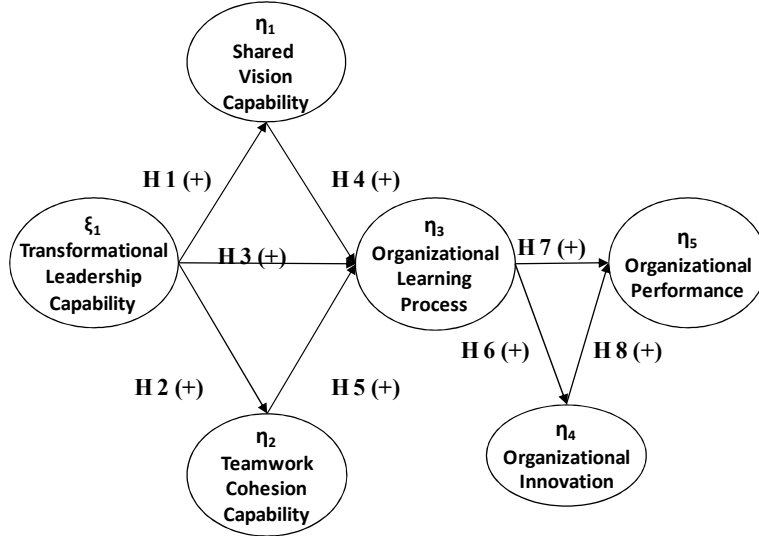 η1
Shared
Vision
Capability
H 1 (+)
H 4 (+)
ξ1
Transformational
Leadership
Capability
H 3 (+)
η3
Organizational
Learning
Process
H 7 (+)
η5
Organizational
Performance
H 2 (+)
H 5 (+)
H 6 (+)
H 8 (+)
η2
Teamwork
Cohesion
Capability
η4
Organizational
Innovation